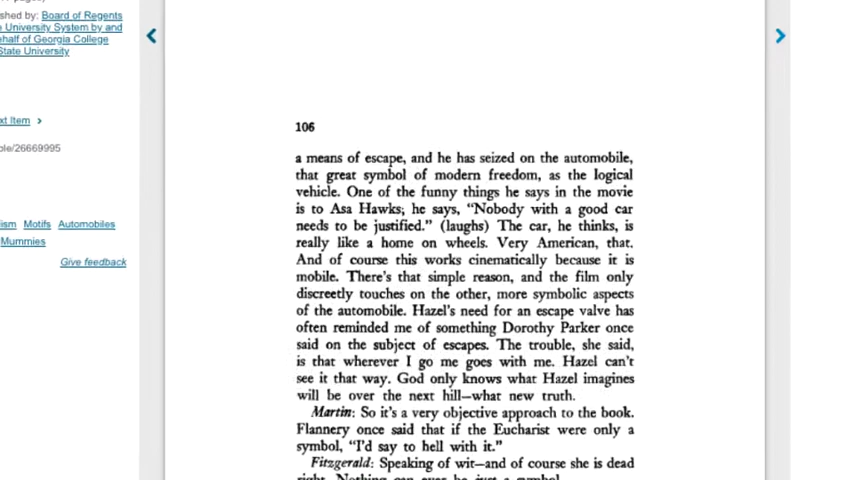 shed by: Board of Regents
University System by and
half of Georgia College
State University
xt Item >
ble/26669995
ism Motifs Automobiles
Mummies
Give feedback
106
a means of escape, and he has seized on the automobile,
that great symbol of modern freedom, as the logical
vehicle. One of the funny things he says in the movie
is to Asa Hawks; he says, “Nobody with a good car
needs to be justified.” (laughs) The car, he thinks, is
really like a home on wheels. Very American, that.
And of course this works cinematically because it is
mobile. There's that simple reason, and the film only
discreetly touches on the other, more symbolic aspects
of the automobile. Hazel's need for an escape valve has
often reminded me of something Dorothy Parker once
said on the subject of escapes. The trouble, she said,
is that wherever I go me goes with me. Hazel can't
see it that way. God only knows what Hazel imagines
will be over the next hill—what new truth.
Martin: So it's a very objective approach to the book.
Flannery once said that if the Eucharist were only a
symbol, “I'd say to hell with it.”
Fitzgerald: Speaking of wit—and of course she is dead
right. Nothing can ever be just a symbol.